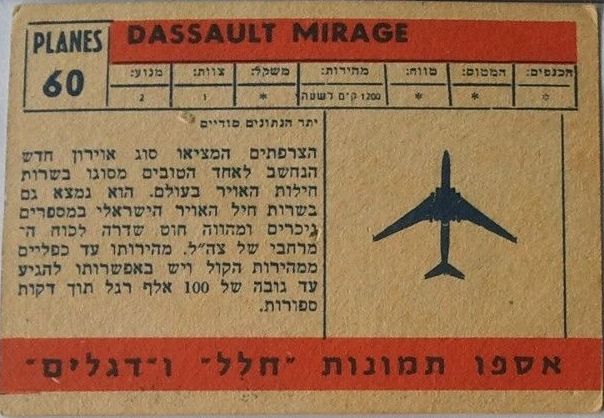 PLANES
60
DASSAULT MIRAGE
הכנפים: המטוס: טווח: מהירות: משקל: צוות: מנוע:
* * * 1200 ק"מ לשעה * 1 2
יתר הנתונים סודיים
הצרפתים המציאו סוג אוירון חדש
הנחשב לאחד הטובים מסוגו בשרות
חילות האויר בעולם. הוא נמצא גם
בשרות חיל האויר הישראלי במספרים
ניכרים ומהווה חוט שדרה לכוח ה־
מרחבי של צה"ל. מהירותו עד כפליים
ממהירות הקול ויש באפשרותו להגיע
עד גובה של 100 אלף רגל תוך דקות
ספורות.
אספו תמונות "חלל" ו"דגלים"